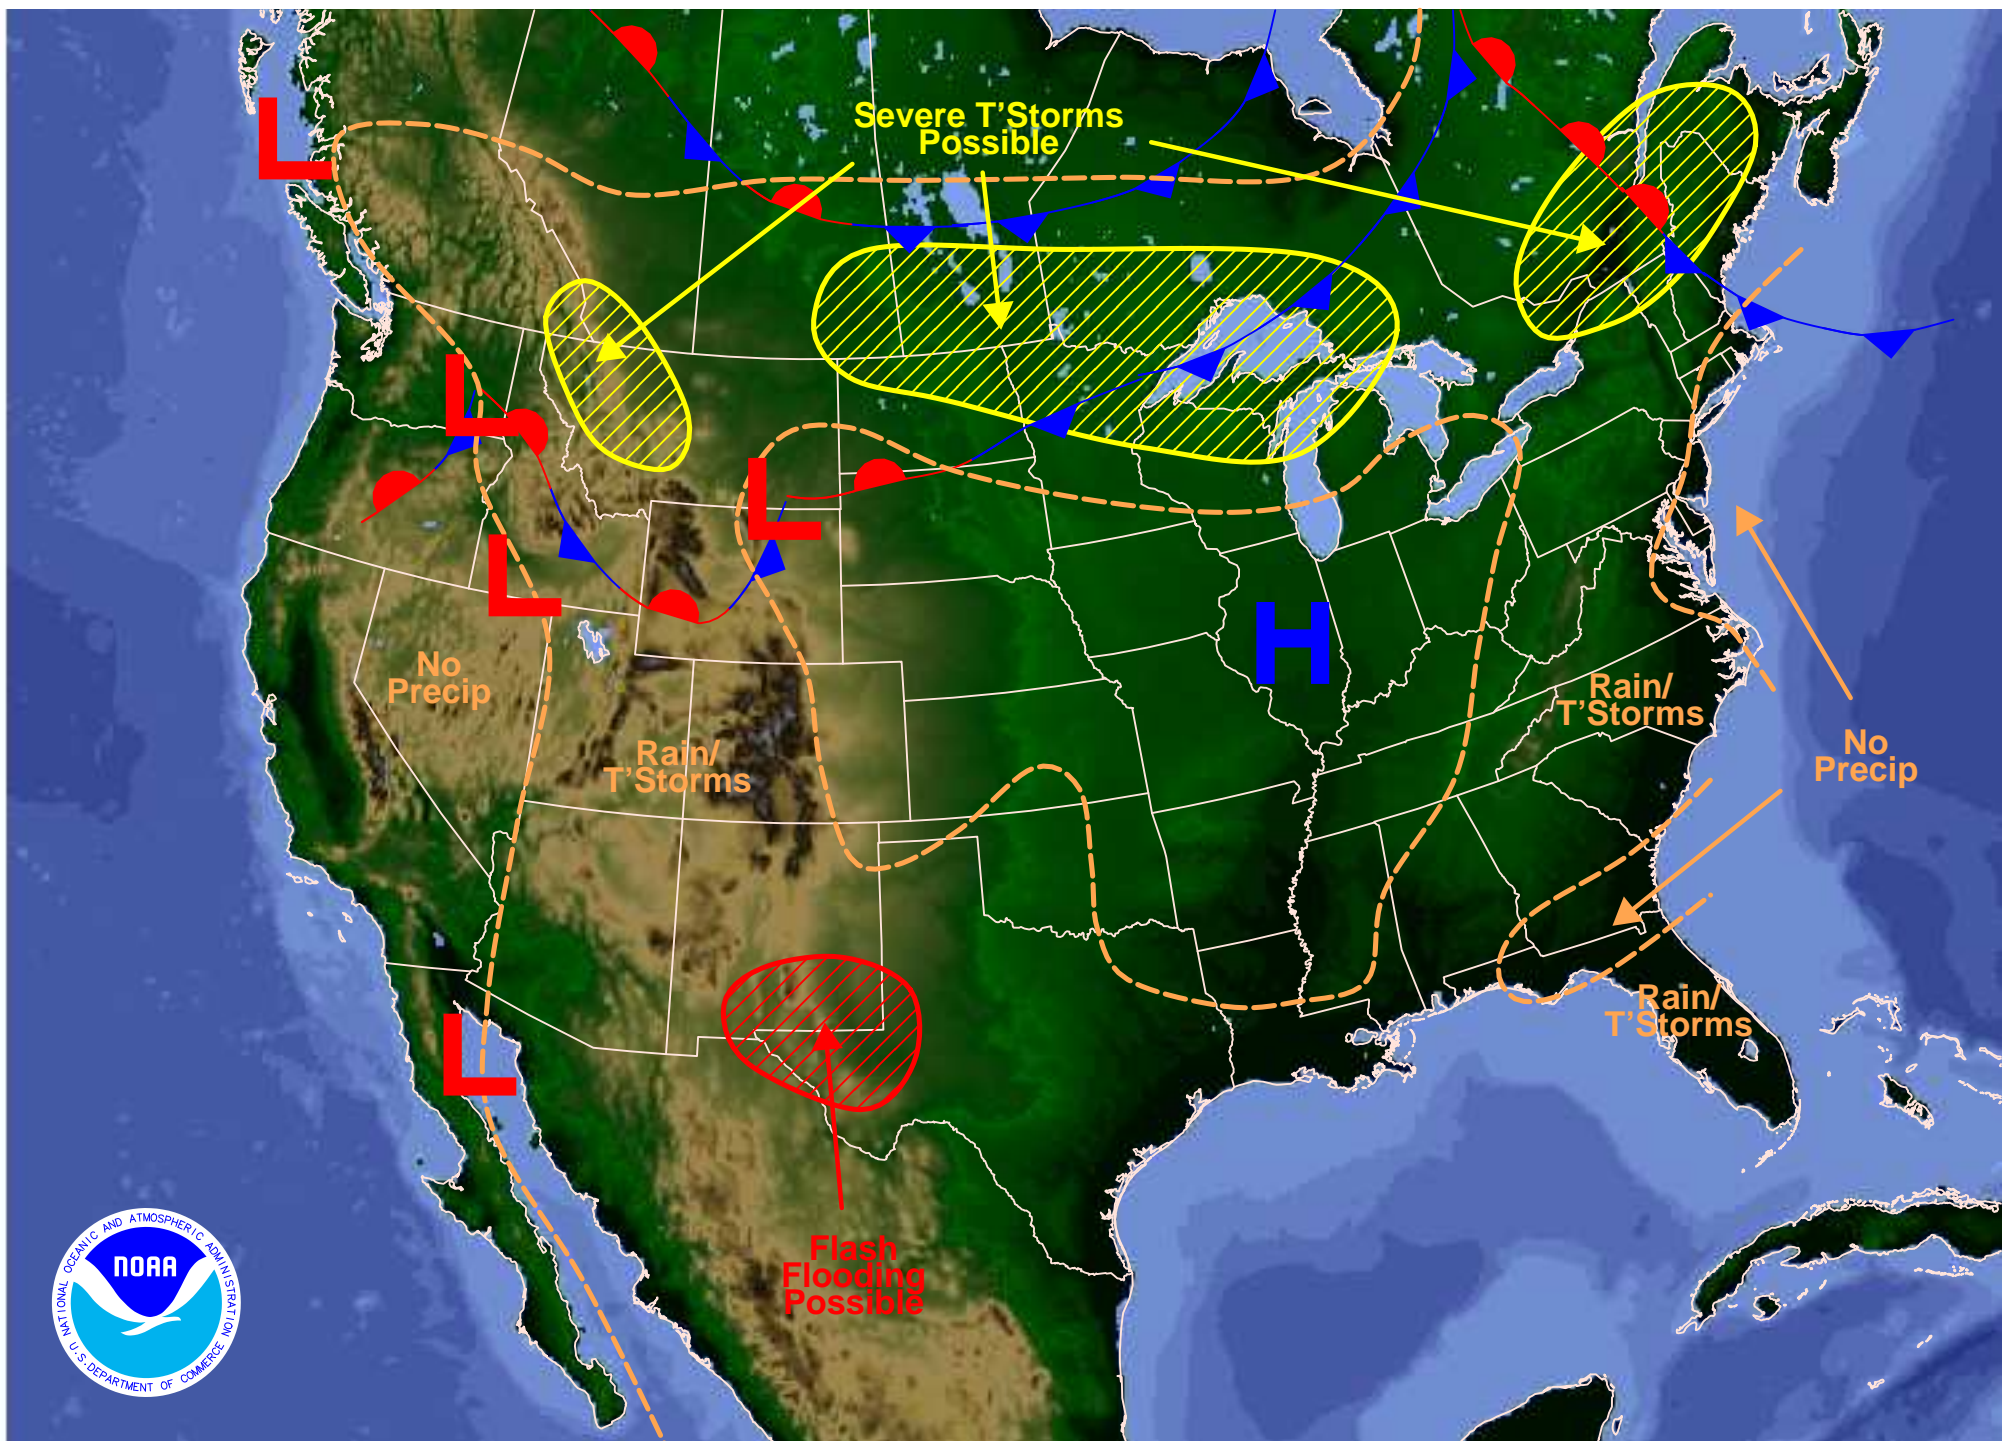 Severe T'Storms
Possible
L
L
L
L
H
No
Precip
Rain/
T'Storms
Rain/
T'Storms
No
Precip
Rain/
T'Storms
L
Flash
Flooding
Possible
NATIONAL OCEANIC AND ATMOSPHERIC ADMINISTRATION
NOAA
U.S. DEPARTMENT OF COMMERCE